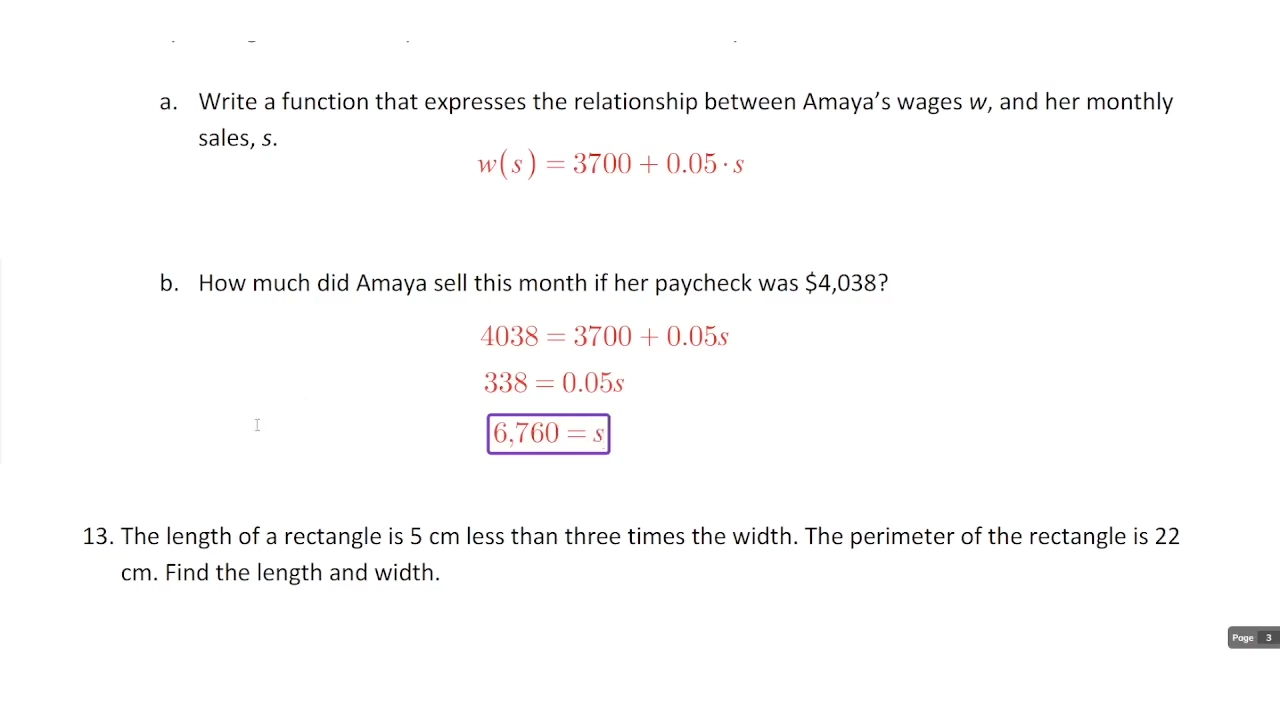 a. Write a function that expresses the relationship between Amaya’s wages w, and her monthly
sales, s.
w(s) = 3700 + 0.05 · s
b. How much did Amaya sell this month if her paycheck was $4,038?
4038 = 3700 + 0.05s
338 = 0.05s
6,760 = s
13. The length of a rectangle is 5 cm less than three times the width. The perimeter of the rectangle is 22
cm. Find the length and width.
Page 3